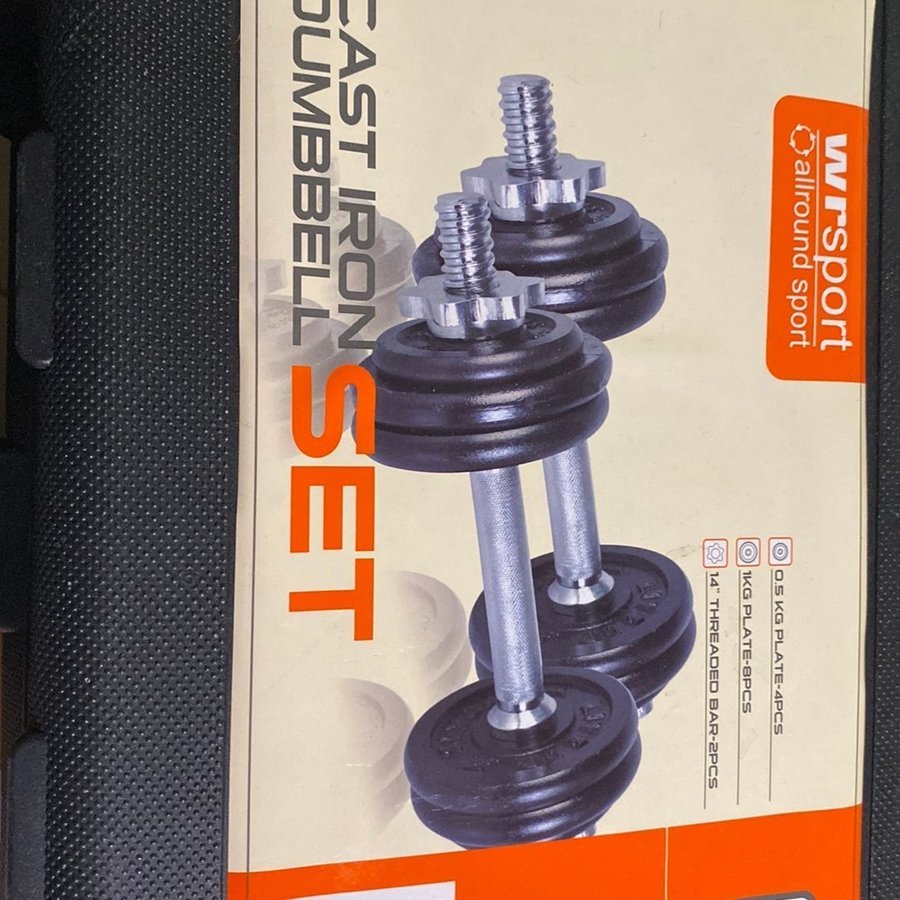 wrsport
allround sport
0.5 KG PLATE-4PCS
1KG PLATE-8PCS
14" THREADED BAR-2PCS
CAST IRON
DUMBBELL SET